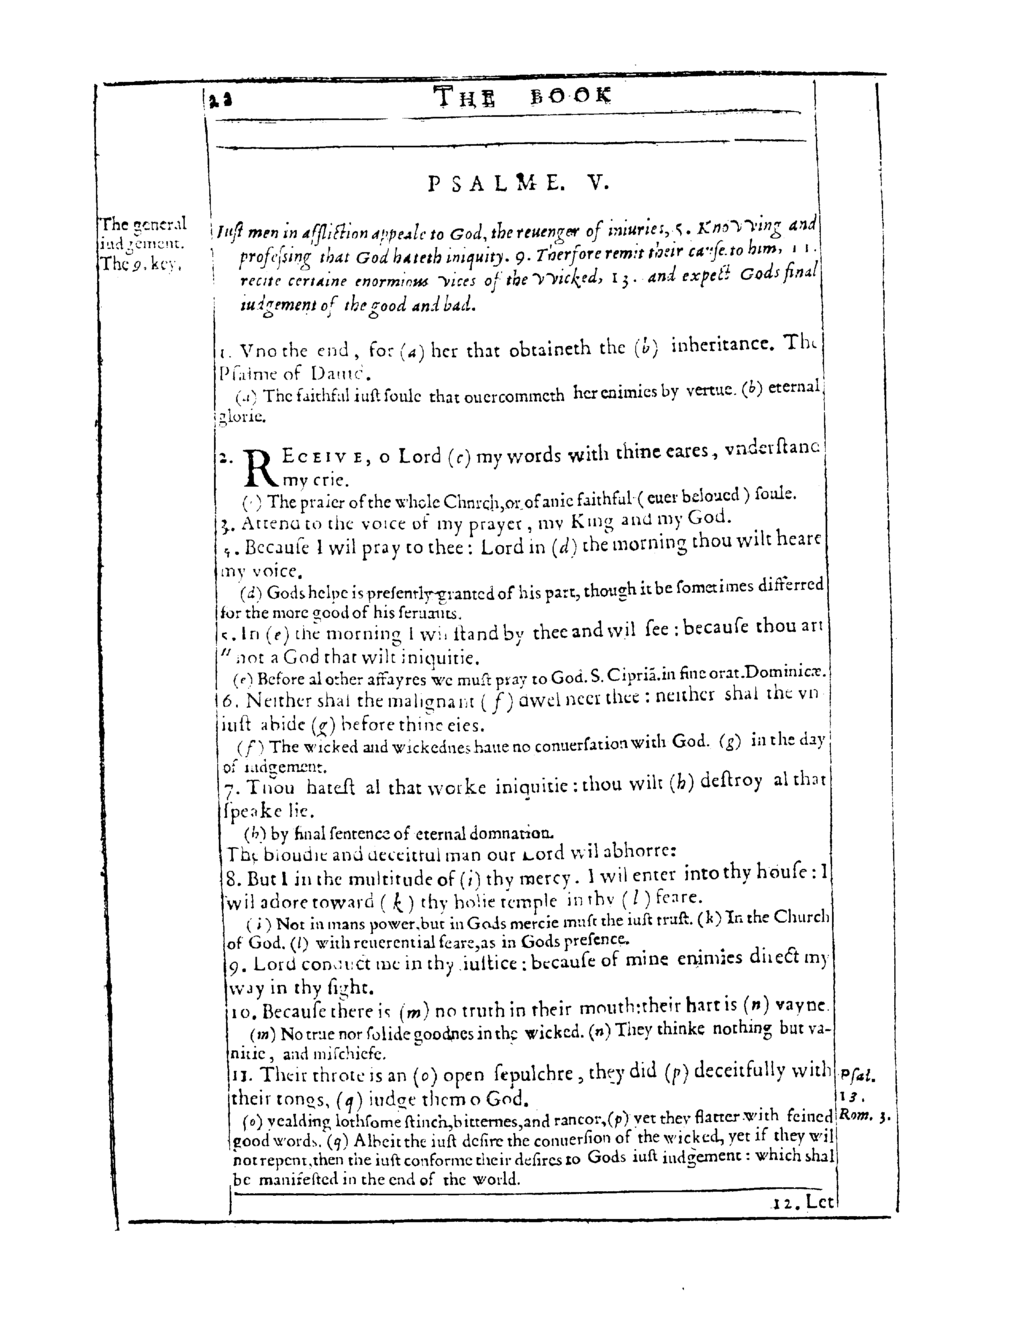 22 THE BOOK
PSALME. V.
The general
iudgement.
The 9. key.
Iuſt men in affliction appeale to God, the reuenger of iniuries, 5. Knovving and
profeſsing that God hateth iniquity. 9. Therfore remit their cauſe to him, 11.
recite certaine enormious vices of the vvicked, 13. and expect Gods final
iudgement of the good and bad.
1. Vno the end, for (a) her that obtaineth the (b) inheritance. The
Pſalme of Dauid.
(a) The faithful iuſt ſoule that ouercommeth her enimies by vertue. (b) eternal
glorie.
2. RECEIVE, o Lord (c) my words with thine eares, vnderſtand
my crie.
(c) The praier of the whole Church, or of anie faithful (euer beloued) ſoule.
3. Attend to the voice of my prayer, my King and my God.
4. Becauſe I wil pray to thee: Lord in (d) the morning thou wilt heare
my voice.
(d) Gods helpe is preſently granted of his part, though it be ſometimes differred
for the more good of his ſeruants.
5. In (e) the morning I wil ſtand by thee and wil ſee: becauſe thou art
" not a God that wilt iniquitie.
(e) Before al other affayres we muſt pray to God. S. Cipriā. in fine orat. Dominicæ.
6. Neither shal the malignant (f) dwel neer thee: neither shal the vn
iuſt abide (g) before thine eies.
(f) The wicked and wickednes haue no conuerſation with God. (g) in the day
of iudgement.
7. Thou hateſt al that worke iniquitie: thou wilt (h) deſtroy al that
ſpeake lie.
(h) by final ſentence of eternal domnation.
The bloudie and deceitful man our Lord wil abhorre:
8. But I in the multitude of (i) thy mercy. I wil enter into thy houſe: I
wil adore toward (k) thy holie temple in thy (l) feare.
(i) Not in mans power, but in Gods mercie muſt the iuſt truſt. (k) In the Church
of God. (l) with reuerential feare, as in Gods preſence.
9. Lord conduct me in thy iuſtice: becauſe of mine enimies direct my
way in thy ſight.
10. Becauſe there is (m) no truth in their mouth: their hart is (n) vayne.
(m) No true nor ſolide goodnes in the wicked. (n) They thinke nothing but va-
nitie, and miſchiefe.
11. Their throte is an (o) open ſepulchre, they did (p) deceitfully with
their tongs, (q) iudge them o God.
Pſal.
13.
Rom. 3.
(o) yealding lothſome ſtinch, bitternes, and rancor, (p) yet they flatter with feined
good words. (q) Albeit the iuſt deſire the conuerſion of the wicked, yet if they wil
not repent, then the iuſt conforme their deſires to Gods iuſt iudgement: which shal
be manifeſted in the end of the world.
12. Let